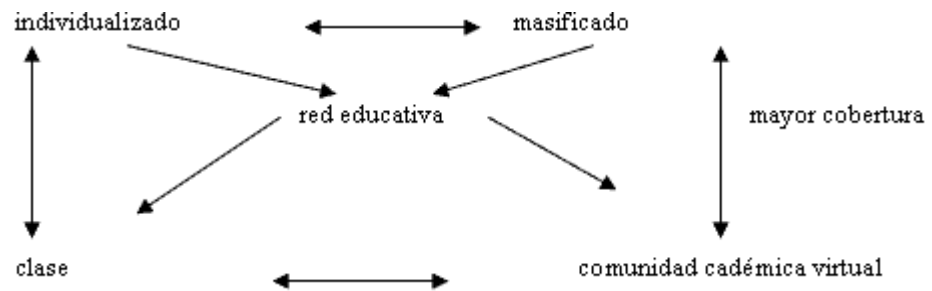 individualizado masificado
red educativa mayor cobertura
clase comunidad cadémica virtual